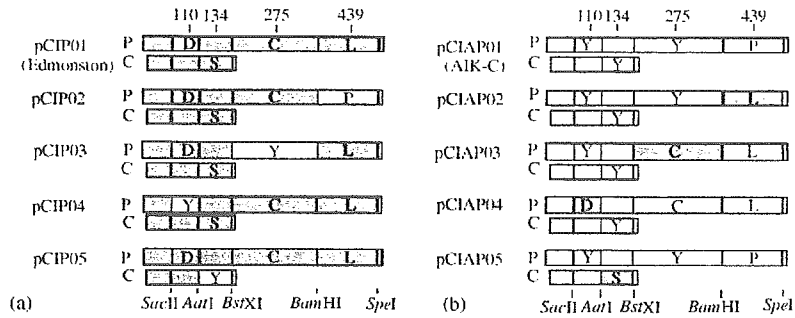 110 134 275 439
pCIP01 P D C L
(Edmonston) C S
pCIP02 P D C P
C S
pCIP03 P D Y L
C S
pCIP04 P Y C L
C S
pCIP05 P D C L
C Y
(a) SacII AatI BstXI BamHI SpeI
110 134 275 439
pCIAP01 P Y Y P
(AIK-C) C Y
pCIAP02 P Y Y L
C Y
pCIAP03 P Y C L
C Y
pCIAP04 P D C L
C Y
pCIAP05 P Y Y P
C S
(b) SacII AatI BstXI BamHI SpeI